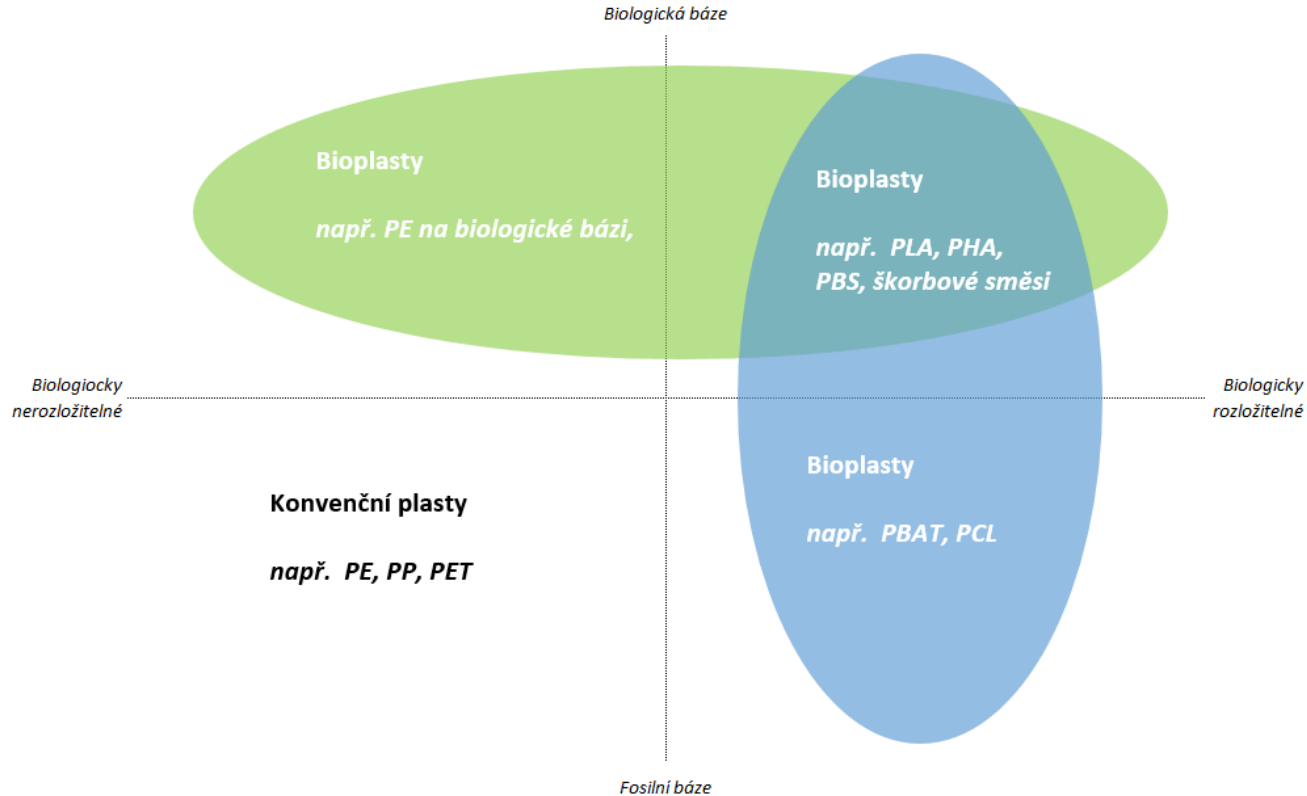 Biologická báze
Bioplasty
např. PE na biologické bázi,
Bioplasty
např.  PLA, PHA,
PBS, škorbové směsi
Biologiocky
nerozložitelné
Biologicky
rozložitelné
Konvenční plasty
např.  PE, PP, PET
Bioplasty
např.  PBAT, PCL
Fosilní báze